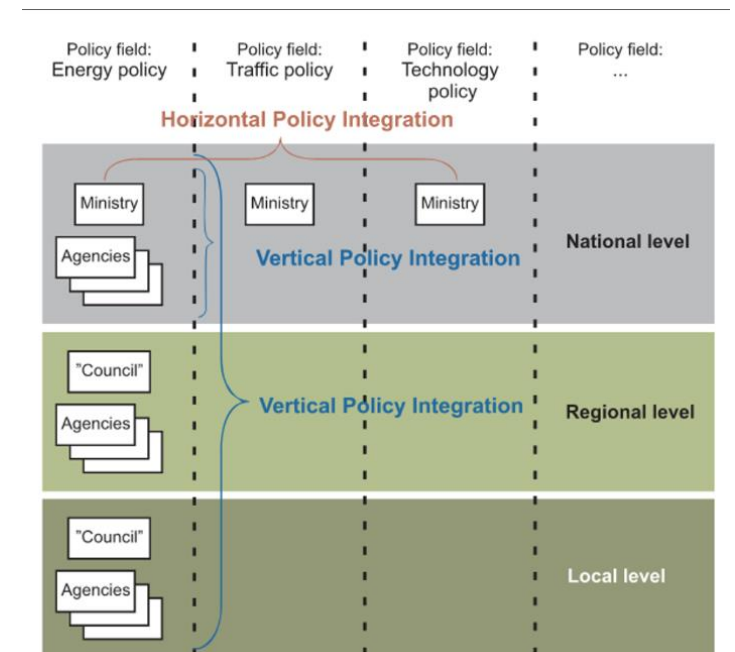 Policy field:
Energy policy
Policy field:
Traffic policy
Policy field:
Technology
policy
Policy field:
...
Horizontal Policy Integration
Ministry
Ministry
Ministry
Agencies
Vertical Policy Integration
National level
"Council"
Agencies
Vertical Policy Integration
Regional level
"Council"
Agencies
Local level